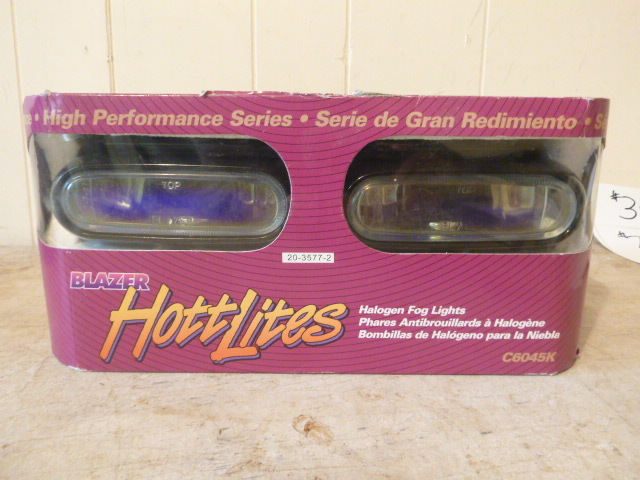 • High Performance Series • Serie de Gran Redimiento •
TOP
TOP
20-3577-2
BLAZER
HottLites
Halogen Fog Lights
Phares Antibrouillards à Halogène
Bombillas de Halógeno para la Niebla
C6045K